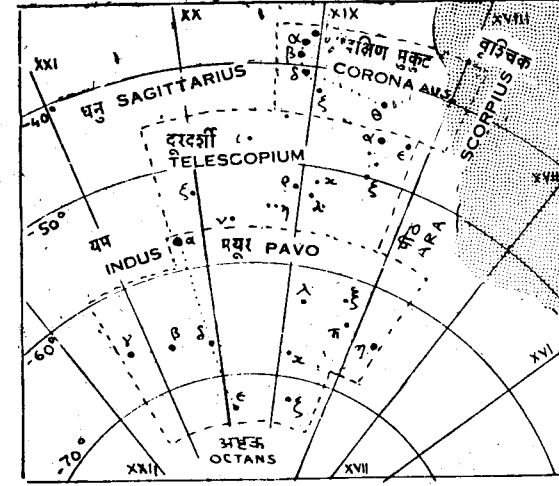 XX
XIX
XVIII
XXI
दक्षिण मुकुट
CORONA AUS
वृश्चिक
SCORPIUS
धनु SAGITTARIUS
-40°
दूरदर्शी
TELESCOPIUM
-50°
यम
INDUS
मयूर PAVO
पीठ
ARA
XVI
-60°
-70°
अष्टक
OCTANS
XXII
XVII
α
β
δ
ξ
θ
α
ε
ξ
ξ
ρ
κ
η
λ
ν
α
λ
ξ
π
η
κ
γ
β
δ
ε
ξ